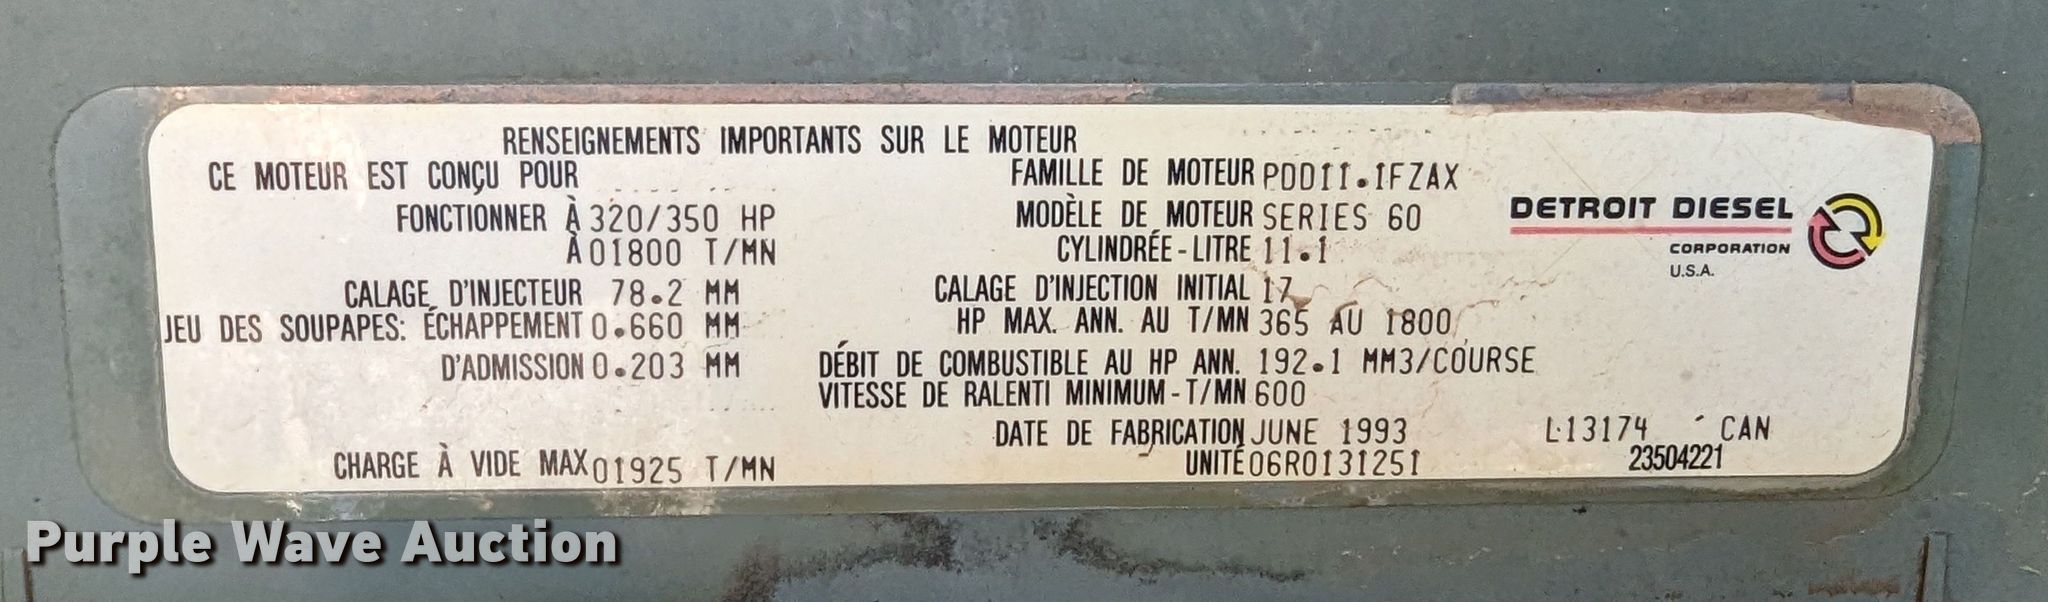 RENSEIGNEMENTS IMPORTANTS SUR LE MOTEUR
CE MOTEUR EST CONÇU POUR
FONCTIONNER À 320/350 HP
À 01800 T/MN
CALAGE D'INJECTEUR 78.2 MM
JEU DES SOUPAPES: ÉCHAPPEMENT 0.660 MM
D'ADMISSION 0.203 MM
CHARGE À VIDE MAX 01925 T/MN
FAMILLE DE MOTEUR PDD11.1FZAX
MODÈLE DE MOTEUR SERIES 60
CYLINDRÉE-LITRE 11.1
CALAGE D'INJECTION INITIAL 17
HP MAX. ANN. AU T/MN 365 AU 1800
DÉBIT DE COMBUSTIBLE AU HP ANN. 192.1 MM3/COURSE
VITESSE DE RALENTI MINIMUM-T/MN 600
DATE DE FABRICATION JUNE 1993
UNITÉ 06R0131251
DETROIT DIESEL
CORPORATION
U.S.A.
L-13174 CAN
23504221
Purple Wave Auction